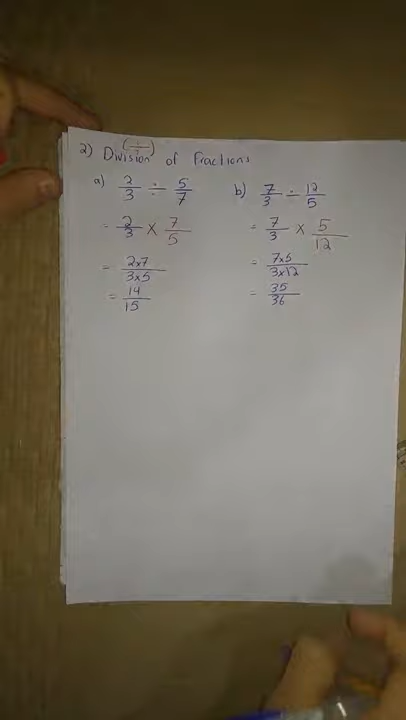 2) Division (÷) of Fractions
a) 2/3 ÷ 5/7
= 2/3 × 7/5
= 2×7/3×5
= 14/15
b) 7/3 ÷ 12/5
= 7/3 × 5/12
= 7×5/3×12
= 35/36